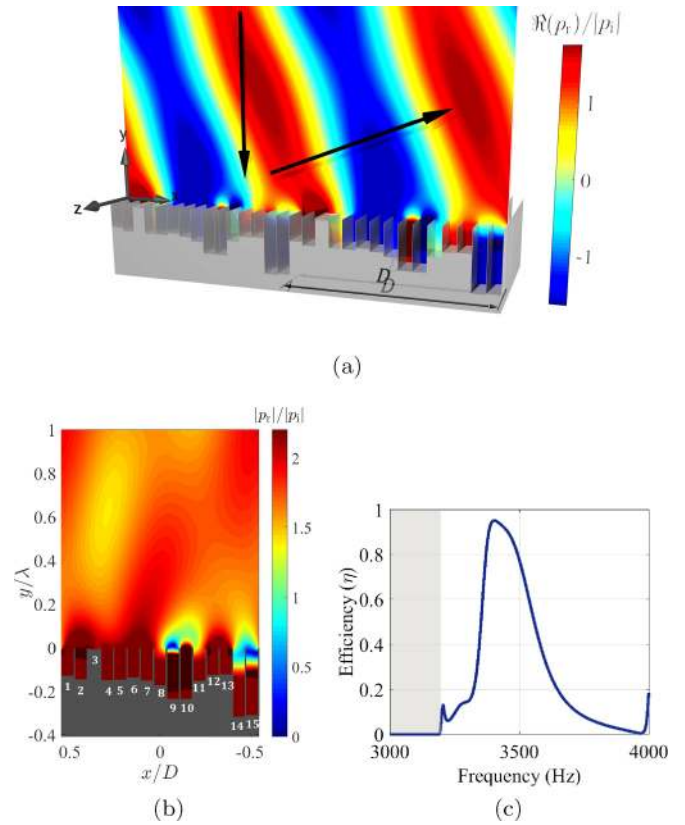 ℜ(pᵣ)/|pᵢ|
1
0
-1
y
z
D
D
(a)
|pᵣ|/|pᵢ|
1
0.8
0.6
0.4
0.2
0
-0.2
-0.4
y/λ
2
1.5
1
0.5
0
1 2 3 4 5 6 7 8 9 10 11 12 13 14 15
0.5 0 -0.5
x/D
(b)
1
0.8
0.6
0.4
0.2
0
Efficiency (η)
3000 3500 4000
Frequency (Hz)
(c)